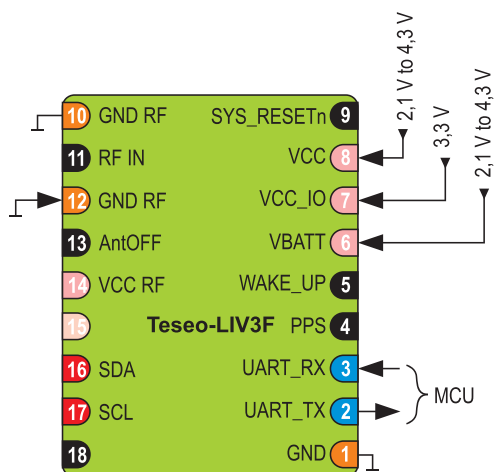 2,1 V to 4,3 V
3,3 V
2,1 V to 4,3 V
10 GND RF
SYS_RESETn 9
11 RF IN
VCC 8
12 GND RF
VCC_IO 7
13 AntOFF
VBATT 6
14 VCC RF
WAKE_UP 5
15
Teseo-LIV3F
PPS 4
16 SDA
UART_RX 3
MCU
17 SCL
UART_TX 2
18
GND 1